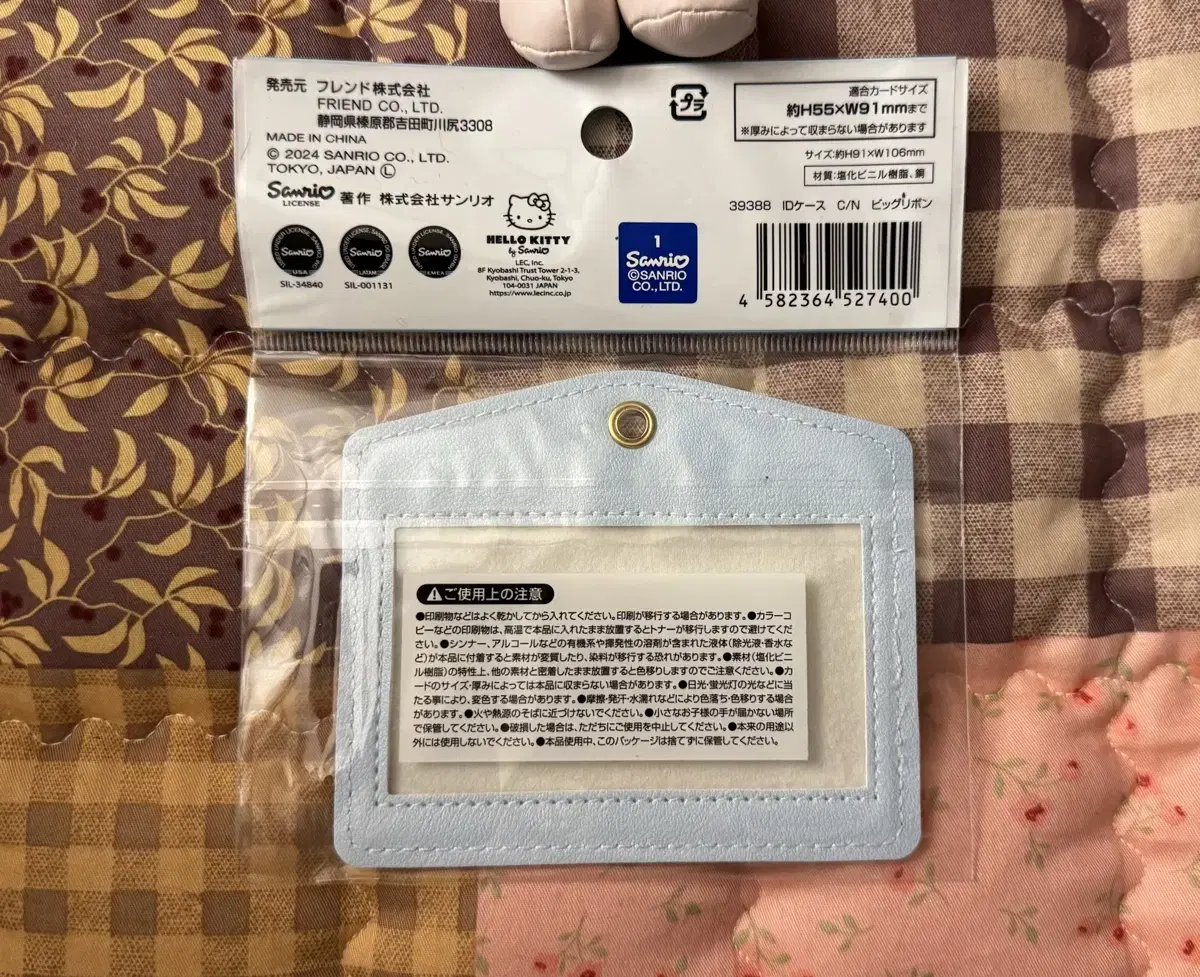 発売元 フレンド株式会社
FRIEND CO., LTD.
静岡県榛原郡吉田町川尻3308
MADE IN CHINA
© 2024 SANRIO CO., LTD.
TOKYO, JAPAN Ⓛ
Sanrio
LICENSE
著作 株式会社サンリオ
Sanrio
USA
SIL-34840
Sanrio
LATAM
SIL-001131
Sanrio
EMEA
HELLO KITTY
by Sanrio
LEC, Inc.
8F Kyobashi Trust Tower 2-1-3,
Kyobashi, Chuo-ku, Tokyo
104-0031 JAPAN
https://www.lecinc.co.jp
プラ
1
Sanrio
©SANRIO
CO.,LTD.
適合カードサイズ
約H55×W91mmまで
※厚みによって収まらない場合があります
サイズ:約H91×W106mm
材質:塩化ビニル樹脂、鋼
39388 IDケース C/N ビッグリボン
4 582364 527400
⚠ご使用上の注意
●印刷物などはよく乾かしてから入れてください。印刷が移行する場合があります。●カラーコ
ピーなどの印刷物は、高温で本品に入れたまま放置するとトナーが移行しますので避けてくだ
さい。●シンナー、アルコールなどの有機系や揮発性の溶剤が含まれた液体(除光液・香水な
ど)が本品に付着すると素材が変質したり、染料が移行する恐れがあります。●素材(塩化ビニ
ル樹脂)の特性上、他の素材と密着したまま放置すると色移りしますのでご注意ください。●カ
ードのサイズ・厚みによっては本品に収まらない場合があります。●日光・蛍光灯の光などに当
たる事により、変色する場合があります。●摩擦・発汗・水濡れなどにより色落ち・色移りする場合
があります。●火や熱源のそばに近づけないでください。●小さなお子様の手が届かない場所
で保管してください。●破損した場合は、ただちにご使用を中止してください。●本来の用途以
外には使用しないでください。●本品使用中、このパッケージは捨てずに保管してください。